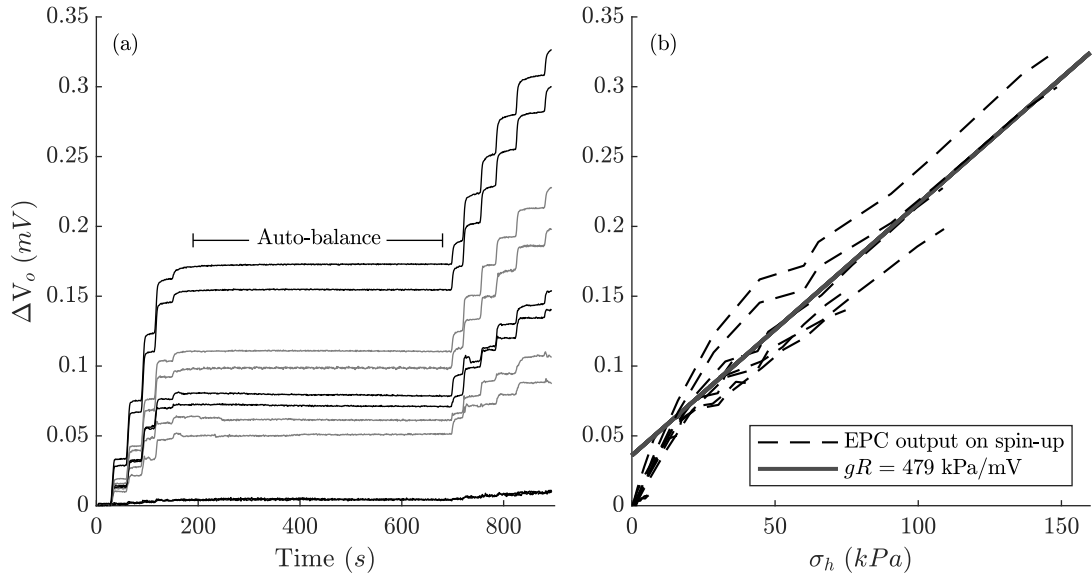 (a)
0.35
0.3
0.25
0.2
0.15
0.1
0.05
0
ΔVₒ (mV)
Auto-balance
0 200 400 600 800
Time (s)
(b)
0.35
0.3
0.25
0.2
0.15
0.1
0.05
0
EPC output on spin-up
gR = 479 kPa/mV
0 50 100 150
σₕ (kPa)